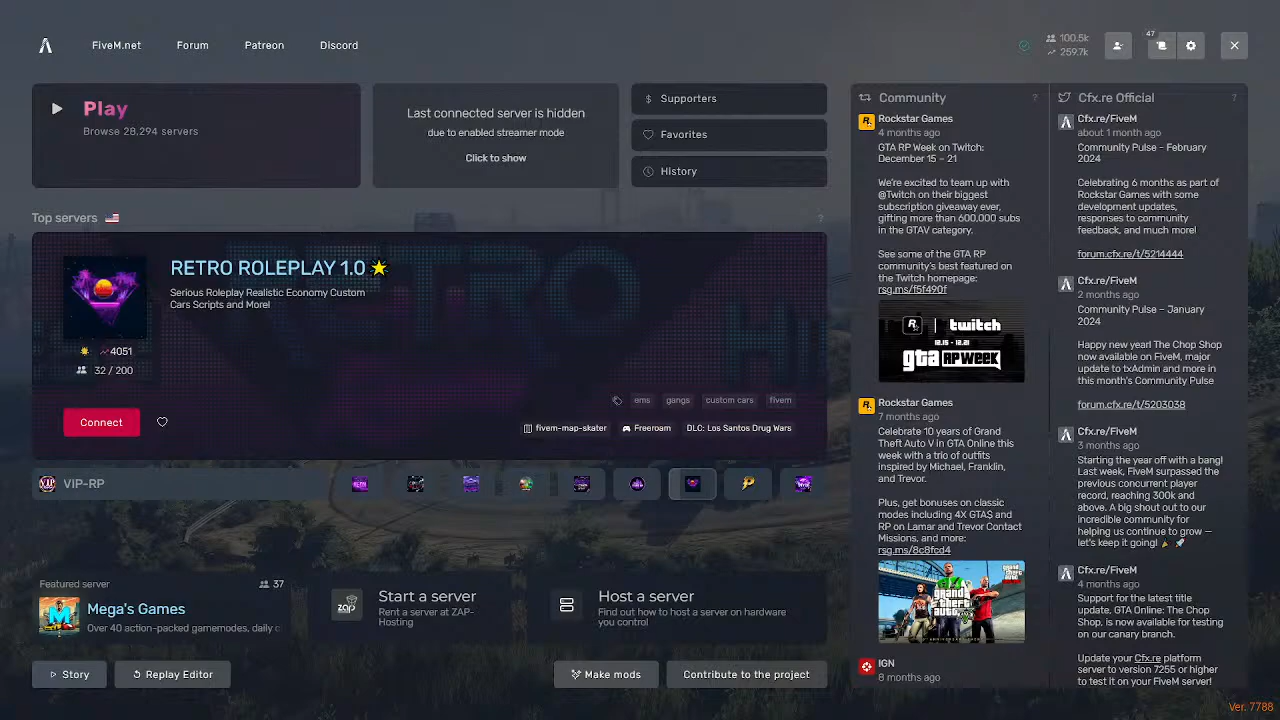 FiveM.net
Forum
Patreon
Discord
100.5k
259.7k
47
Play
Browse 28,294 servers
Last connected server is hidden
due to enabled streamer mode
Click to show
Supporters
Favorites
History
Top servers
?
RETRO ROLEPLAY 1.0
Serious Roleplay Realistic Economy Custom
Cars Scripts and More!
4051
32 / 200
Connect
ems
gangs
custom cars
fivem
fivem-map-skater
Freeroam
DLC: Los Santos Drug Wars
VIP-RP
Featured server
37
Mega's Games
Over 40 action-packed gamemodes, daily c
ZAP
Start a server
Rent a server at ZAP-
Hosting
Host a server
Find out how to host a server on hardware
you control
Story
Replay Editor
Make mods
Contribute to the project
Community
?
Rockstar Games
4 months ago
GTA RP Week on Twitch:
December 15 – 21
We're excited to team up with
@Twitch on their biggest
subscription giveaway ever,
gifting more than 600,000 subs
in the GTAV category.
See some of the GTA RP
community's best featured on
the Twitch homepage:
rsg.ms/f5f490f
R
twitch
12.15 - 12.21
gta RP WEEK
Rockstar Games
7 months ago
Celebrate 10 years of Grand
Theft Auto V in GTA Online this
week with a trio of outfits
inspired by Michael, Franklin,
and Trevor.
Plus, get bonuses on classic
modes including 4X GTA$ and
RP on Lamar and Trevor Contact
Missions, and more:
rsg.ms/8c8fcd4
grand
theft
auto
IGN
8 months ago
Cfx.re Official
?
Cfx.re/FiveM
about 1 month ago
Community Pulse – February
2024
Celebrating 6 months as part of
Rockstar Games with some
development updates,
responses to community
feedback, and much more!
forum.cfx.re/t/5214444
Cfx.re/FiveM
2 months ago
Community Pulse – January
2024
Happy new year! The Chop Shop
now available on FiveM, major
update to txAdmin and more in
this month's Community Pulse
forum.cfx.re/t/5203038
Cfx.re/FiveM
3 months ago
Starting the year off with a bang!
Last week, FiveM surpassed the
previous concurrent player
record, reaching 300k and
above. A big shout out to our
incredible community for
helping us continue to grow —
let's keep it going!
Cfx.re/FiveM
4 months ago
Support for the latest title
update, GTA Online: The Chop
Shop, is now available for testing
on our canary branch.
Update your Cfx.re platform
server to version 7255 or higher
to test it on your FiveM server!
Ver. 7788